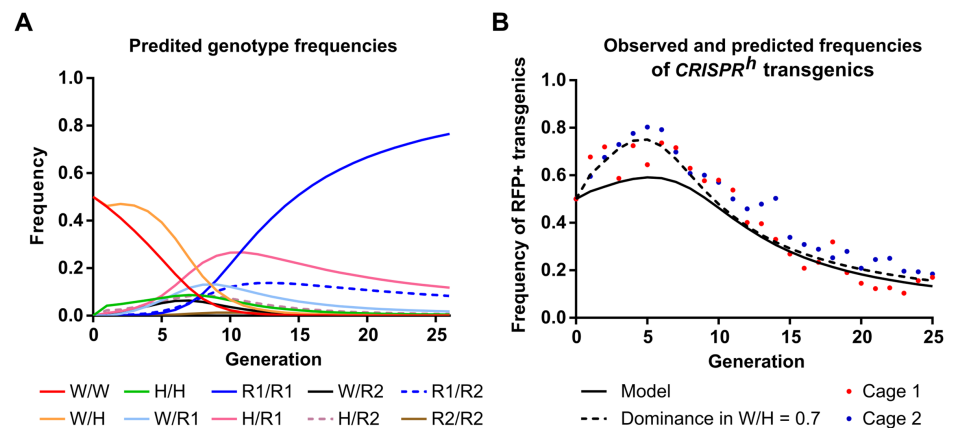 A
Predited genotype frequencies
Frequency
1.0
0.8
0.6
0.4
0.2
0.0
0
5
10
15
20
25
Generation
W/W
H/H
R1/R1
W/R2
R1/R2
W/H
W/R1
H/R1
H/R2
R2/R2
B
Observed and predicted frequencies
of CRISPRh transgenics
Frequency of RFP+ transgenics
1.0
0.8
0.6
0.4
0.2
0.0
0
5
10
15
20
25
Generation
Model
Cage 1
Dominance in W/H = 0.7
Cage 2